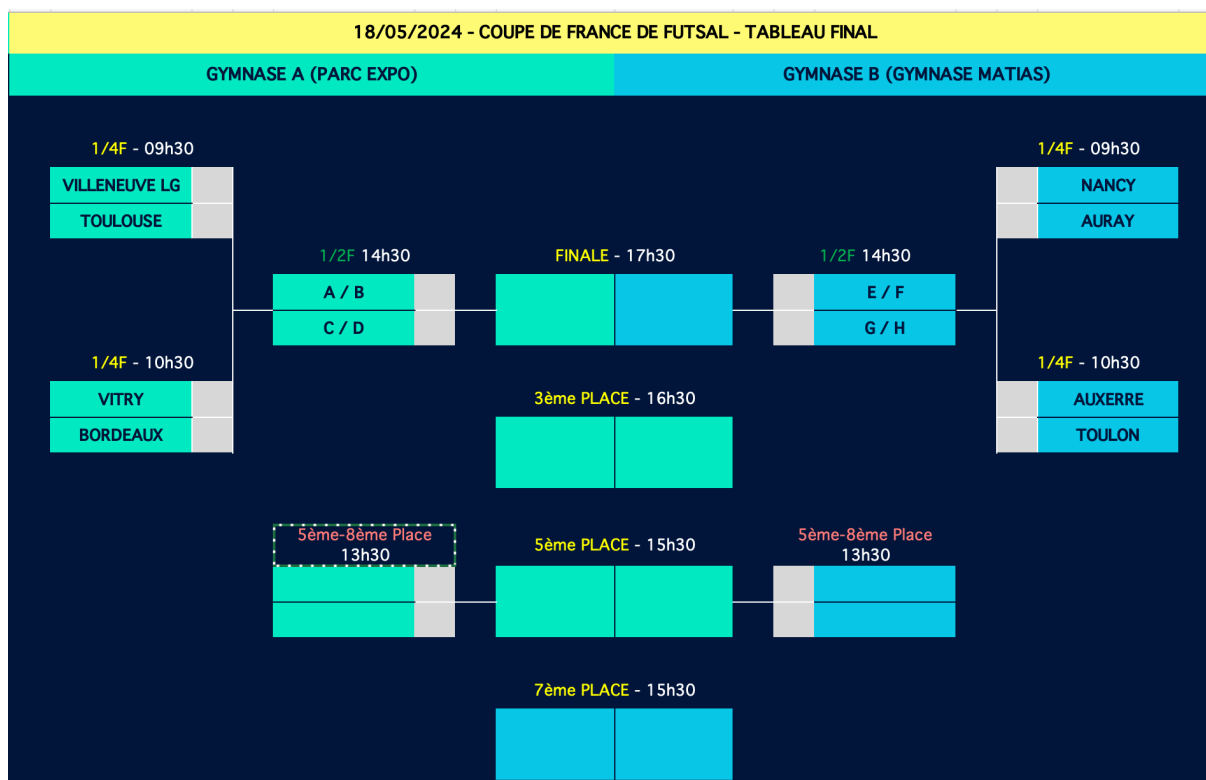 18/05/2024 - COUPE DE FRANCE DE FUTSAL - TABLEAU FINAL
GYMNASE A (PARC EXPO)
GYMNASE B (GYMNASE MATIAS)
1/4F - 09h30
VILLENEUVE LG
TOULOUSE
1/4F - 09h30
NANCY
AURAY
1/2F 14h30
A / B
C / D
FINALE - 17h30
1/2F 14h30
E / F
G / H
1/4F - 10h30
VITRY
BORDEAUX
1/4F - 10h30
AUXERRE
TOULON
3ème PLACE - 16h30
5ème-8ème Place
13h30
5ème PLACE - 15h30
5ème-8ème Place
13h30
7ème PLACE - 15h30